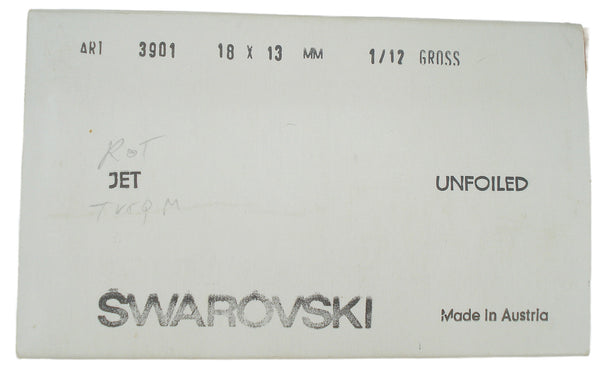 ART 3901 18 X 13 MM 1/12 GROSS
ROT
JET UNFOILED
SWAROVSKI Made in Austria